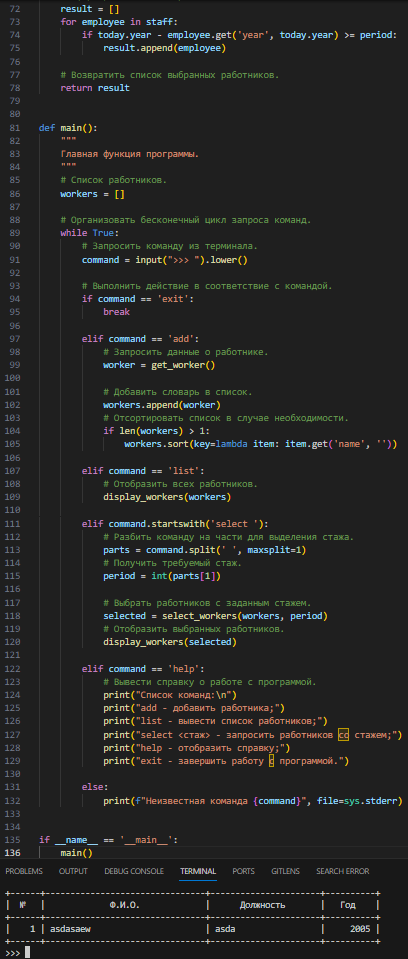 72 result = []
73 for employee in staff:
74 if today.year - employee.get('year', today.year) >= period:
75 result.append(employee)
76
77 # Возвратить список выбранных работников.
78 return result
79
80
81 def main():
82 """
83 Главная функция программы.
84 """
85 # Список работников.
86 workers = []
87
88 # Организовать бесконечный цикл запроса команд.
89 while True:
90 # Запросить команду из терминала.
91 command = input(">>> ").lower()
92
93 # Выполнить действие в соответствие с командой.
94 if command == 'exit':
95 break
96
97 elif command == 'add':
98 # Запросить данные о работнике.
99 worker = get_worker()
100
101 # Добавить словарь в список.
102 workers.append(worker)
103 # Отсортировать список в случае необходимости.
104 if len(workers) > 1:
105 workers.sort(key=lambda item: item.get('name', ''))
106
107 elif command == 'list':
108 # Отобразить всех работников.
109 display_workers(workers)
110
111 elif command.startswith('select '):
112 # Разбить команду на части для выделения стажа.
113 parts = command.split(' ', maxsplit=1)
114 # Получить требуемый стаж.
115 period = int(parts[1])
116
117 # Выбрать работников с заданным стажем.
118 selected = select_workers(workers, period)
119 # Отобразить выбранных работников.
120 display_workers(selected)
121
122 elif command == 'help':
123 # Вывести справку о работе с программой.
124 print("Список команд:\n")
125 print("add - добавить работника;")
126 print("list - вывести список работников;")
127 print("select <стаж> - запросить работников со стажем;")
128 print("help - отобразить справку;")
129 print("exit - завершить работу с программой.")
130
131 else:
132 print(f"Неизвестная команда {command}", file=sys.stderr)
133
134
135 if __name__ == '__main__':
136 main()
PROBLEMS OUTPUT DEBUG CONSOLE TERMINAL PORTS GITLENS SEARCH ERROR
| № | Ф.И.О. | Должность | Год |
| 1 | asdasaew | asda | 2005 |
>>>